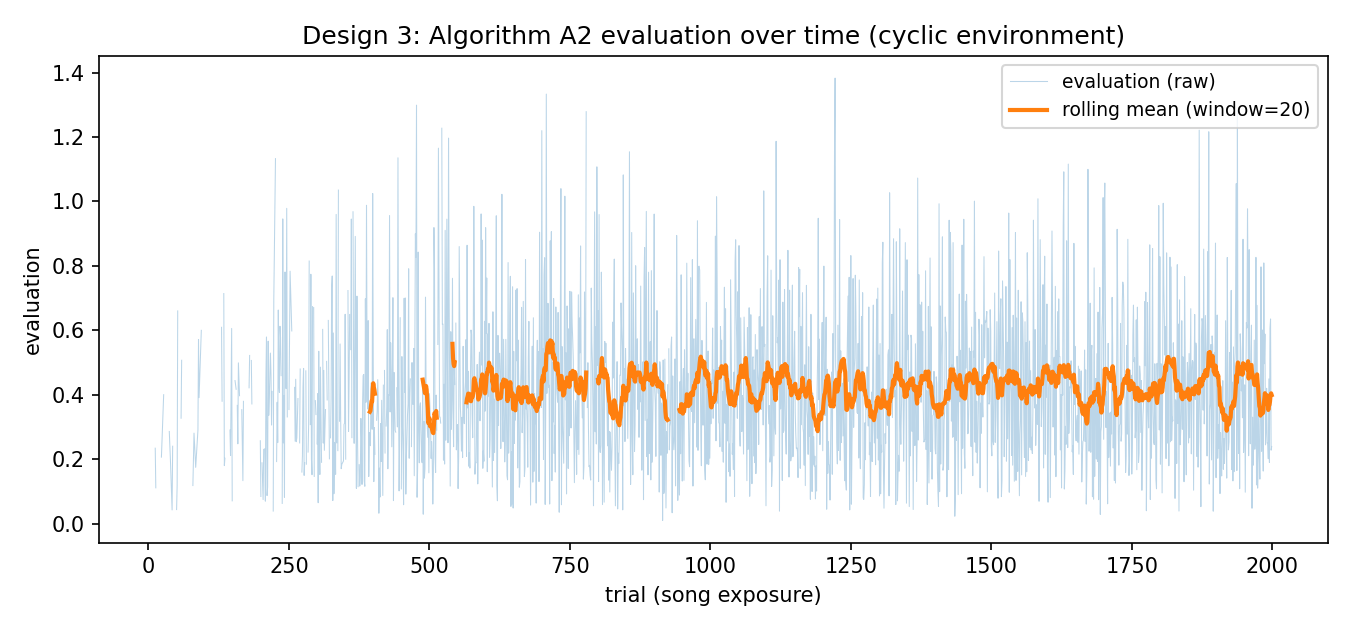 Design 3: Algorithm A2 evaluation over time (cyclic environment)
evaluation (raw)
rolling mean (window=20)
1.4
1.2
1.0
0.8
0.6
0.4
0.2
0.0
evaluation
0 250 500 750 1000 1250 1500 1750 2000
trial (song exposure)